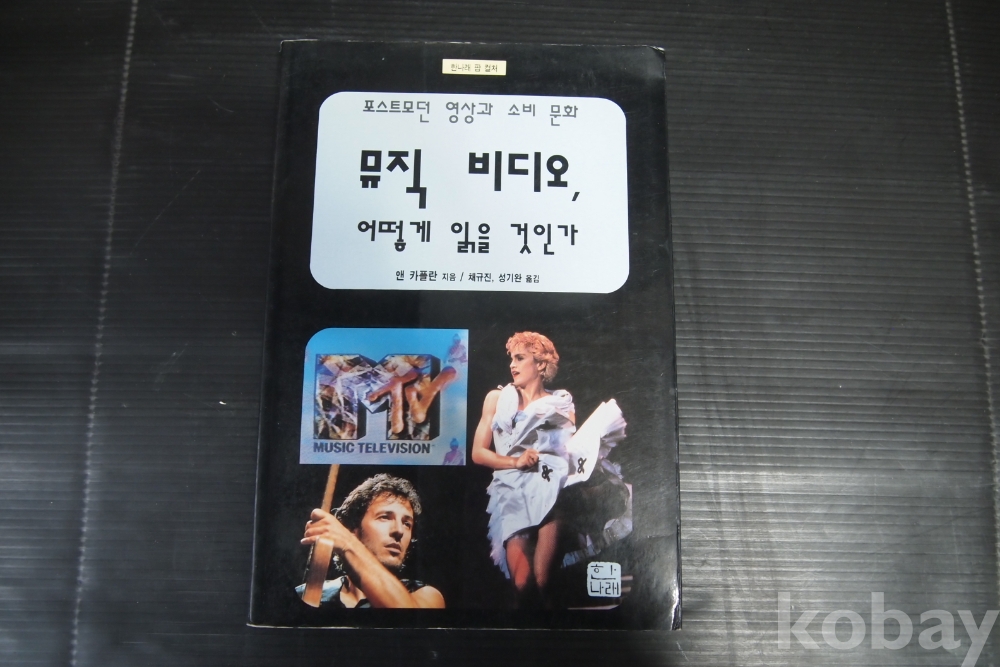 한나래 팝 컬처
포스트모던 영상과 소비 문화
뮤직 비디오,
어떻게 읽을 것인가
앤 카플란 지음 / 채규진, 성기완 옮김
MTV
MUSIC TELEVISION
한
나래
kobay